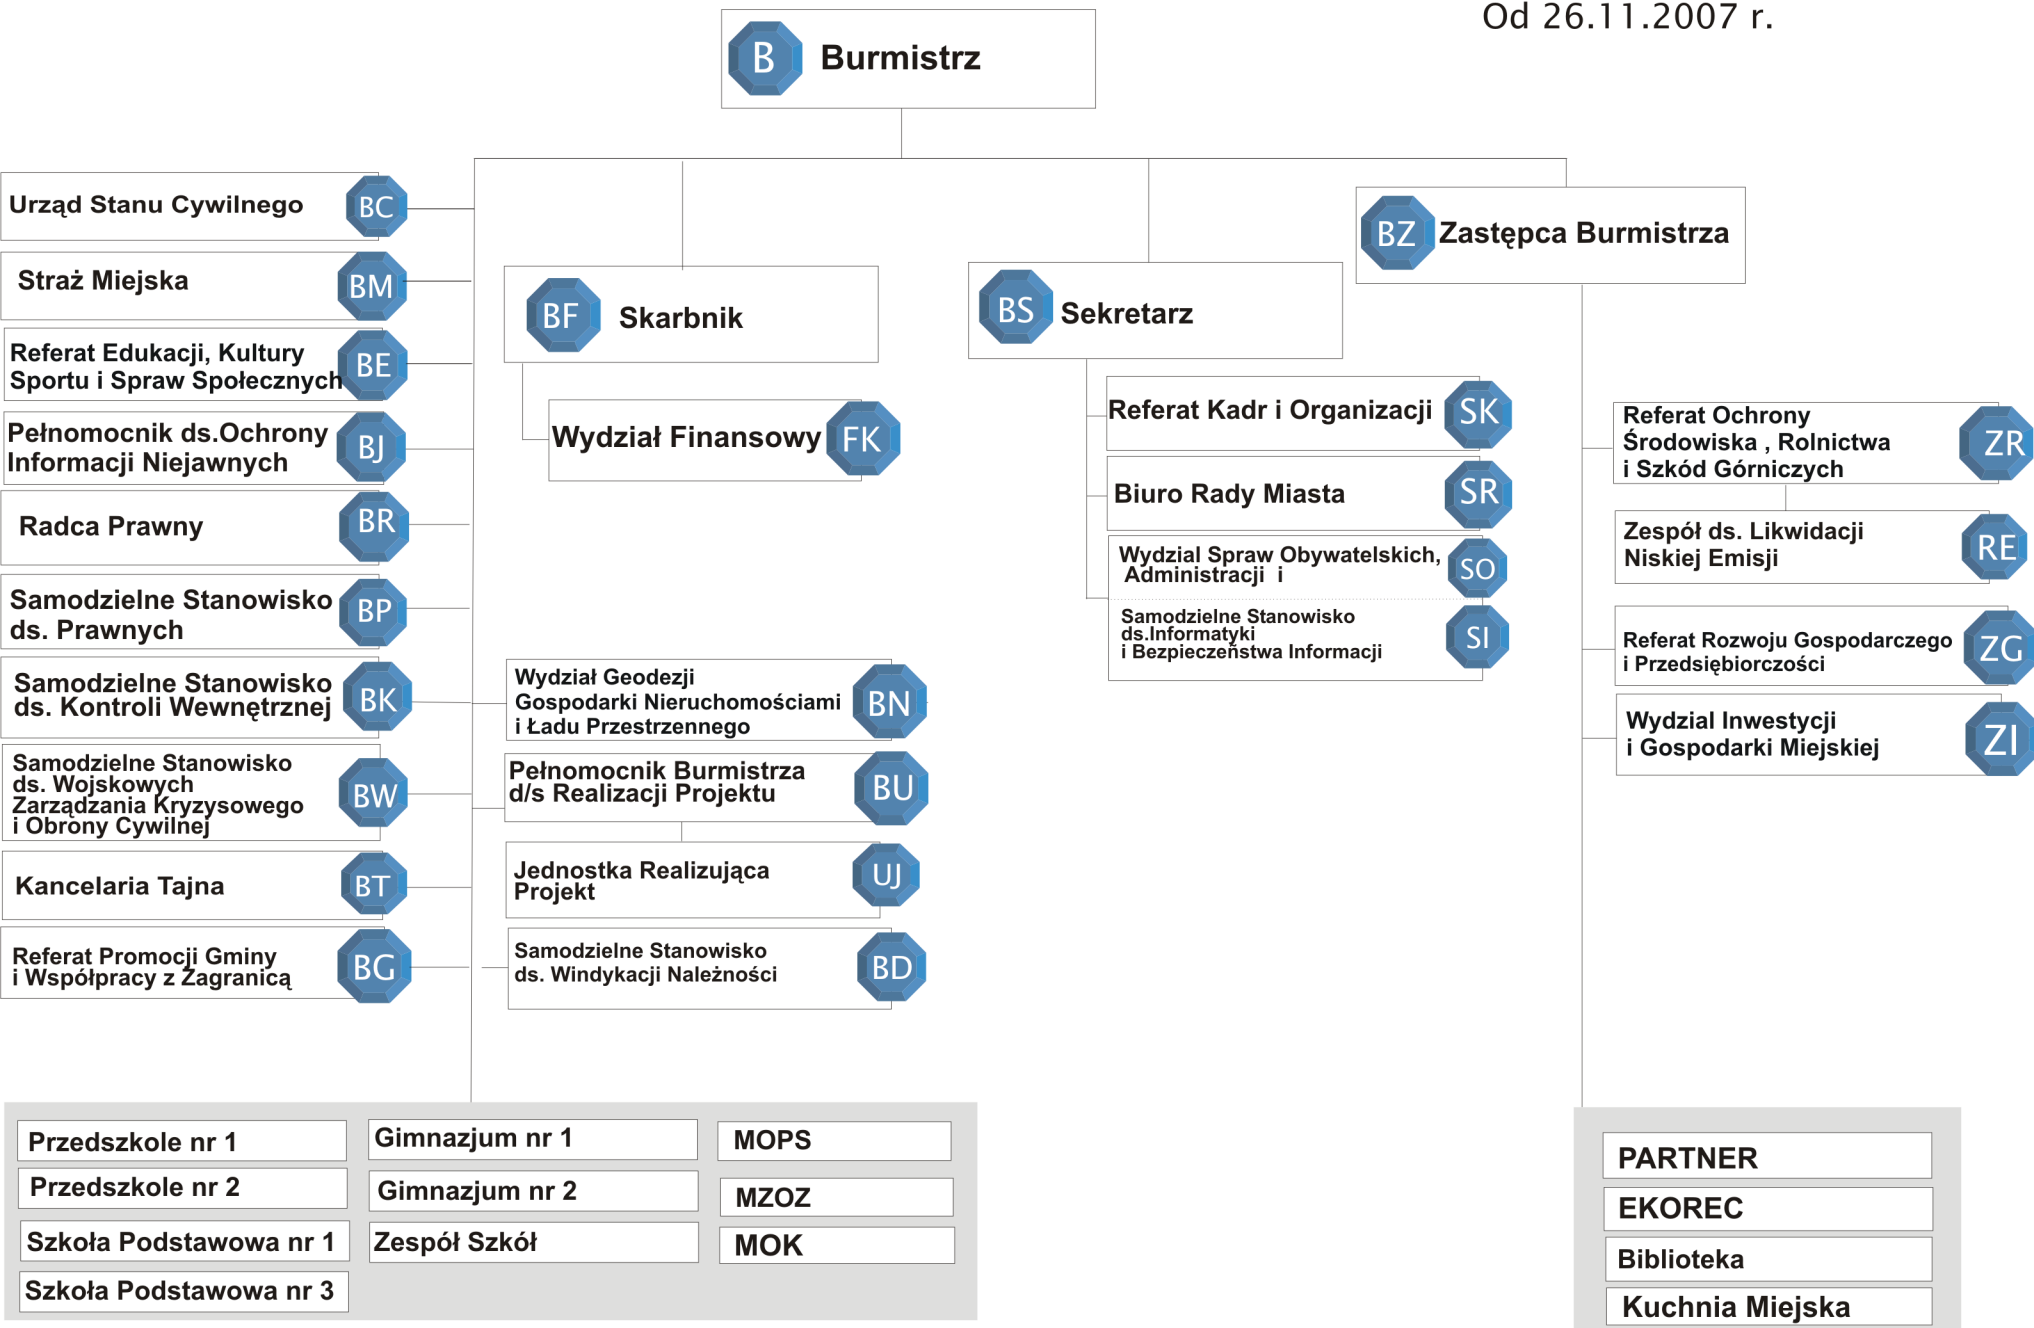 Od 26.11.2007 r.
B
Burmistrz
Urząd Stanu Cywilnego
BC
Straż Miejska
BM
Referat Edukacji, Kultury
Sportu i Spraw Społecznych
BE
Pełnomocnik ds.Ochrony
Informacji Niejawnych
BJ
Radca Prawny
BR
Samodzielne Stanowisko
ds. Prawnych
BP
Samodzielne Stanowisko
ds. Kontroli Wewnętrznej
BK
Samodzielne Stanowisko
ds. Wojskowych
Zarządzania Kryzysowego
i Obrony Cywilnej
BW
Kancelaria Tajna
BT
Referat Promocji Gminy
i Współpracy z Zagranicą
BG
BF
Skarbnik
Wydział Finansowy
FK
Wydział Geodezji
Gospodarki Nieruchomościami
i Ładu Przestrzennego
BN
Pełnomocnik Burmistrza
d/s Realizacji Projektu
BU
Jednostka Realizująca
Projekt
UJ
Samodzielne Stanowisko
ds. Windykacji Należności
BD
BS
Sekretarz
Referat Kadr i Organizacji
SK
Biuro Rady Miasta
SR
Wydzial Spraw Obywatelskich,
Administracji i
SO
Samodzielne Stanowisko
ds.Informatyki
i Bezpieczeństwa Informacji
SI
BZ
Zastępca Burmistrza
Referat Ochrony
Środowiska , Rolnictwa
i Szkód Górniczych
ZR
Zespół ds. Likwidacji
Niskiej Emisji
RE
Referat Rozwoju Gospodarczego
i Przedsiębiorczości
ZG
Wydzial Inwestycji
i Gospodarki Miejskiej
ZI
Przedszkole nr 1
Przedszkole nr 2
Szkoła Podstawowa nr 1
Szkoła Podstawowa nr 3
Gimnazjum nr 1
Gimnazjum nr 2
Zespół Szkół
MOPS
MZOZ
MOK
PARTNER
EKOREC
Biblioteka
Kuchnia Miejska